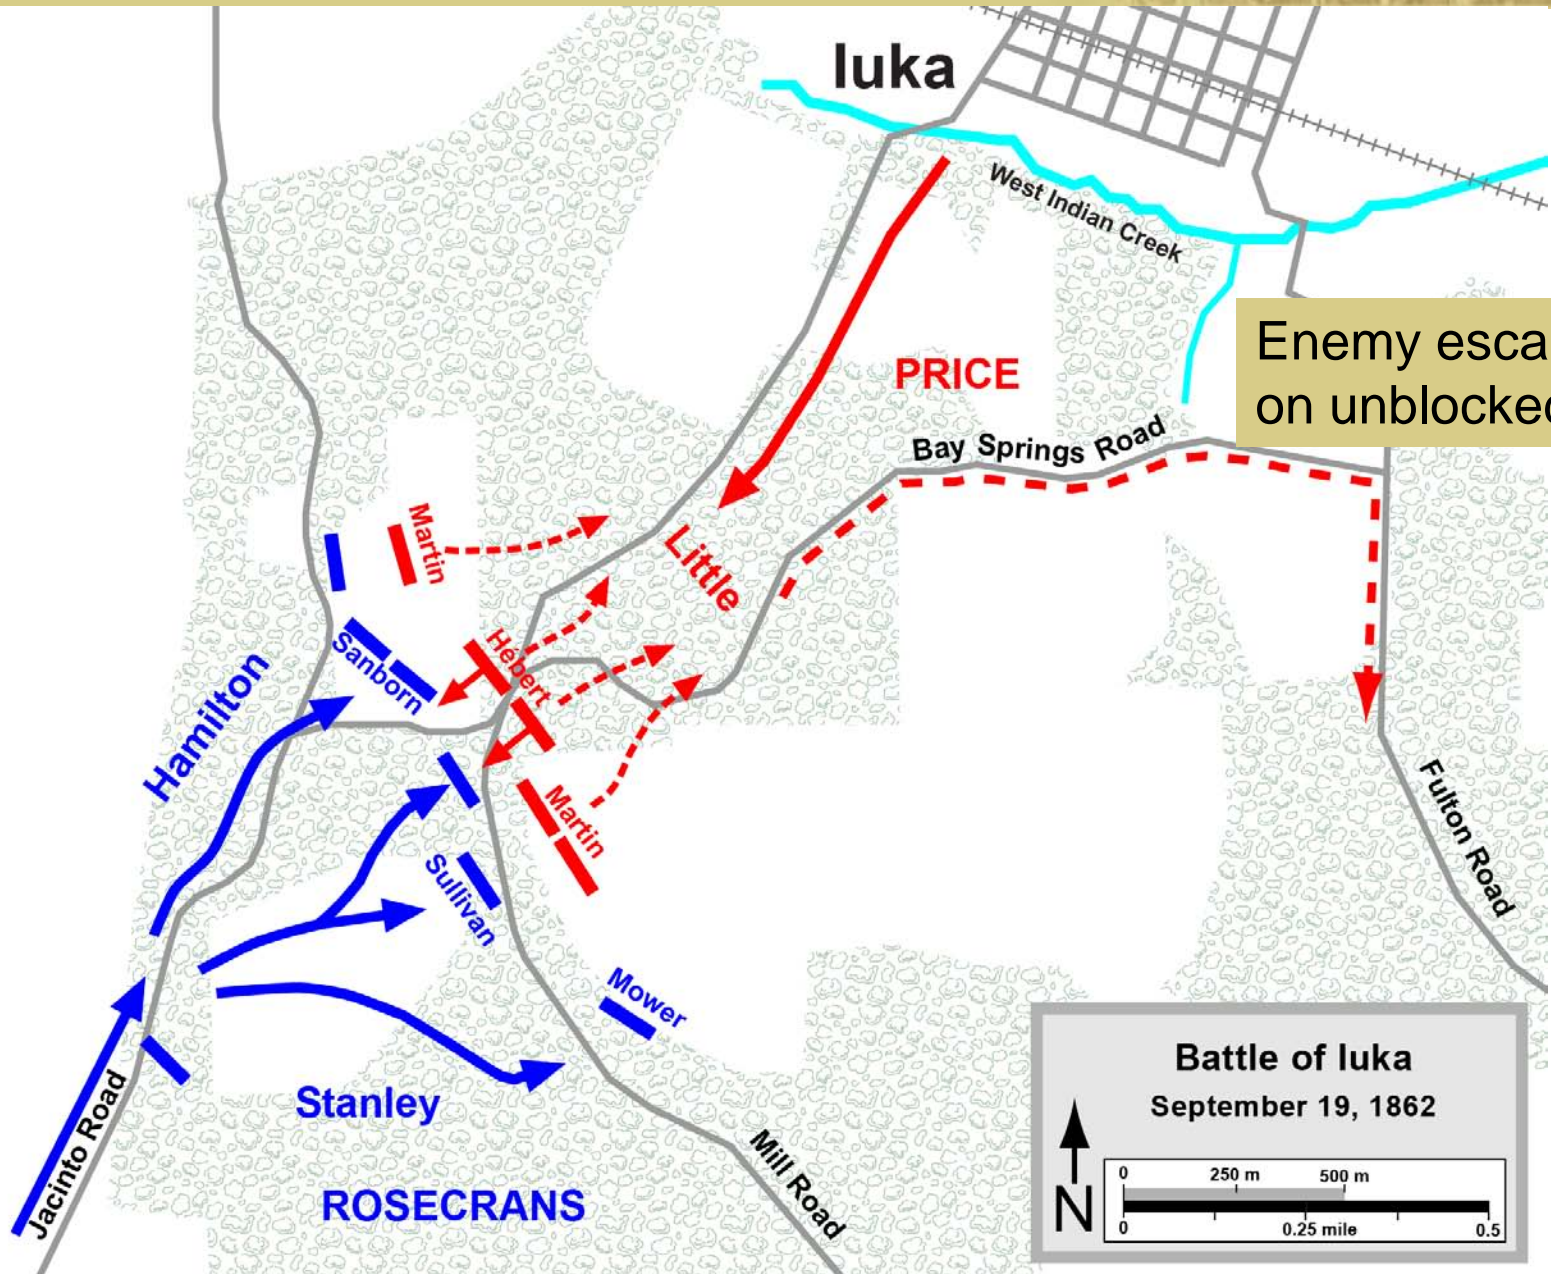 Iuka
West Indian Creek
PRICE
Enemy esca
on unblocked
Bay Springs Road
Martin
Little
Hébert
Sanborn
Hamilton
Martin
Sullivan
Fulton Road
Mower
Stanley
Jacinto Road
ROSECRANS
Mill Road
Battle of Iuka
September 19, 1862
N
0 250 m 500 m
0 0.25 mile 0.5